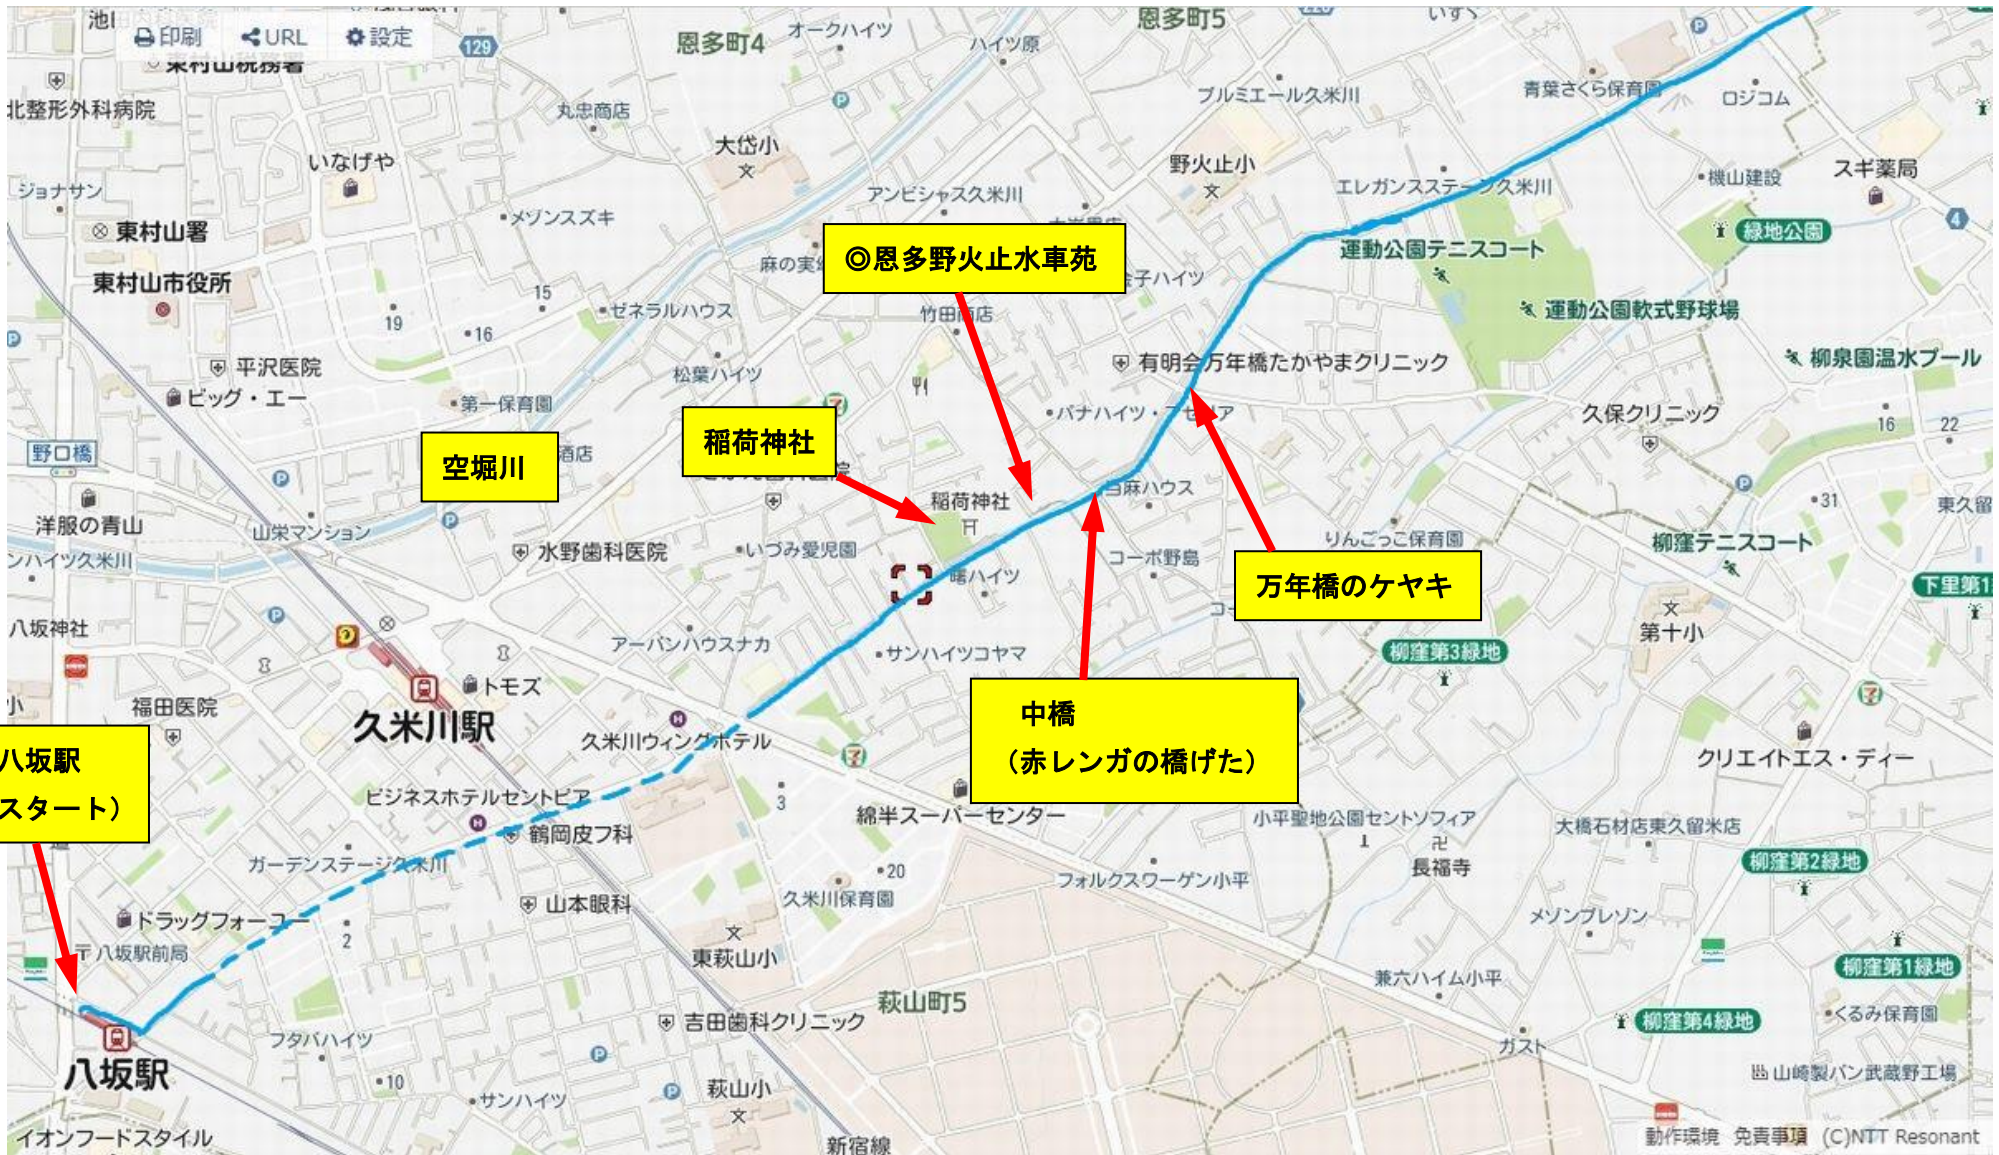 恩多町4
オークハイツ
ハイツ原
恩多町5
印刷
URL
設定
129
東村山税務署
北整形外科病院
丸忠商店
ブルミエール久米川
青葉さくら保育園
ロジコム
大岱小
野火止小
いなげや
ジョナサン
アンビシャス久米川
エレガンスステージ久米川
機山建設
スギ薬局
メゾンスズキ
東村山署
緑地公園
4
◎恩多野火止水車苑
運動公園テニスコート
東村山市役所
15
19
16
ゼネラルハウス
竹田商店
運動公園軟式野球場
平沢医院
松葉ハイツ
有明会万年橋たかやまクリニック
柳泉園温水プール
ビッグ・エー
第一保育園
久保クリニック
16
22
野口橋
空堀川
稲荷神社
洋服の青山
山栄マンション
稲荷神社
当麻ハウス
31
水野歯科医院
いづみ愛児園
コーポ野島
りんごっこ保育園
柳窪テニスコート
曙ハイツ
万年橋のケヤキ
八坂神社
アーバンハウスナカ
サンハイツコヤマ
第十小
柳窪第3緑地
トモズ
福田医院
久米川駅
久米川ウィングホテル
中橋
（赤レンガの橋げた）
八坂駅
スタート）
クリエイトエス・ディー
ビジネスホテルセントピア
3
綿半スーパーセンター
小平聖地公園セントソフィア
大橋石材店東久留米店
鶴岡皮フ科
ガーデンステージ久米川
20
フォルクスワーゲン小平
長福寺
柳窪第2緑地
久米川保育園
山本眼科
ドラッグフォーユー
メゾンブレゾン
2
八坂駅前局
東萩山小
兼六ハイム小平
柳窪第1緑地
萩山町5
吉田歯科クリニック
柳窪第4緑地
くるみ保育園
フタバハイツ
ガスト
八坂駅
10
サンハイツ
萩山小
山崎製パン武蔵野工場
イオンフードスタイル
新宿線
動作環境 免責事項 (C)NTT Resonant